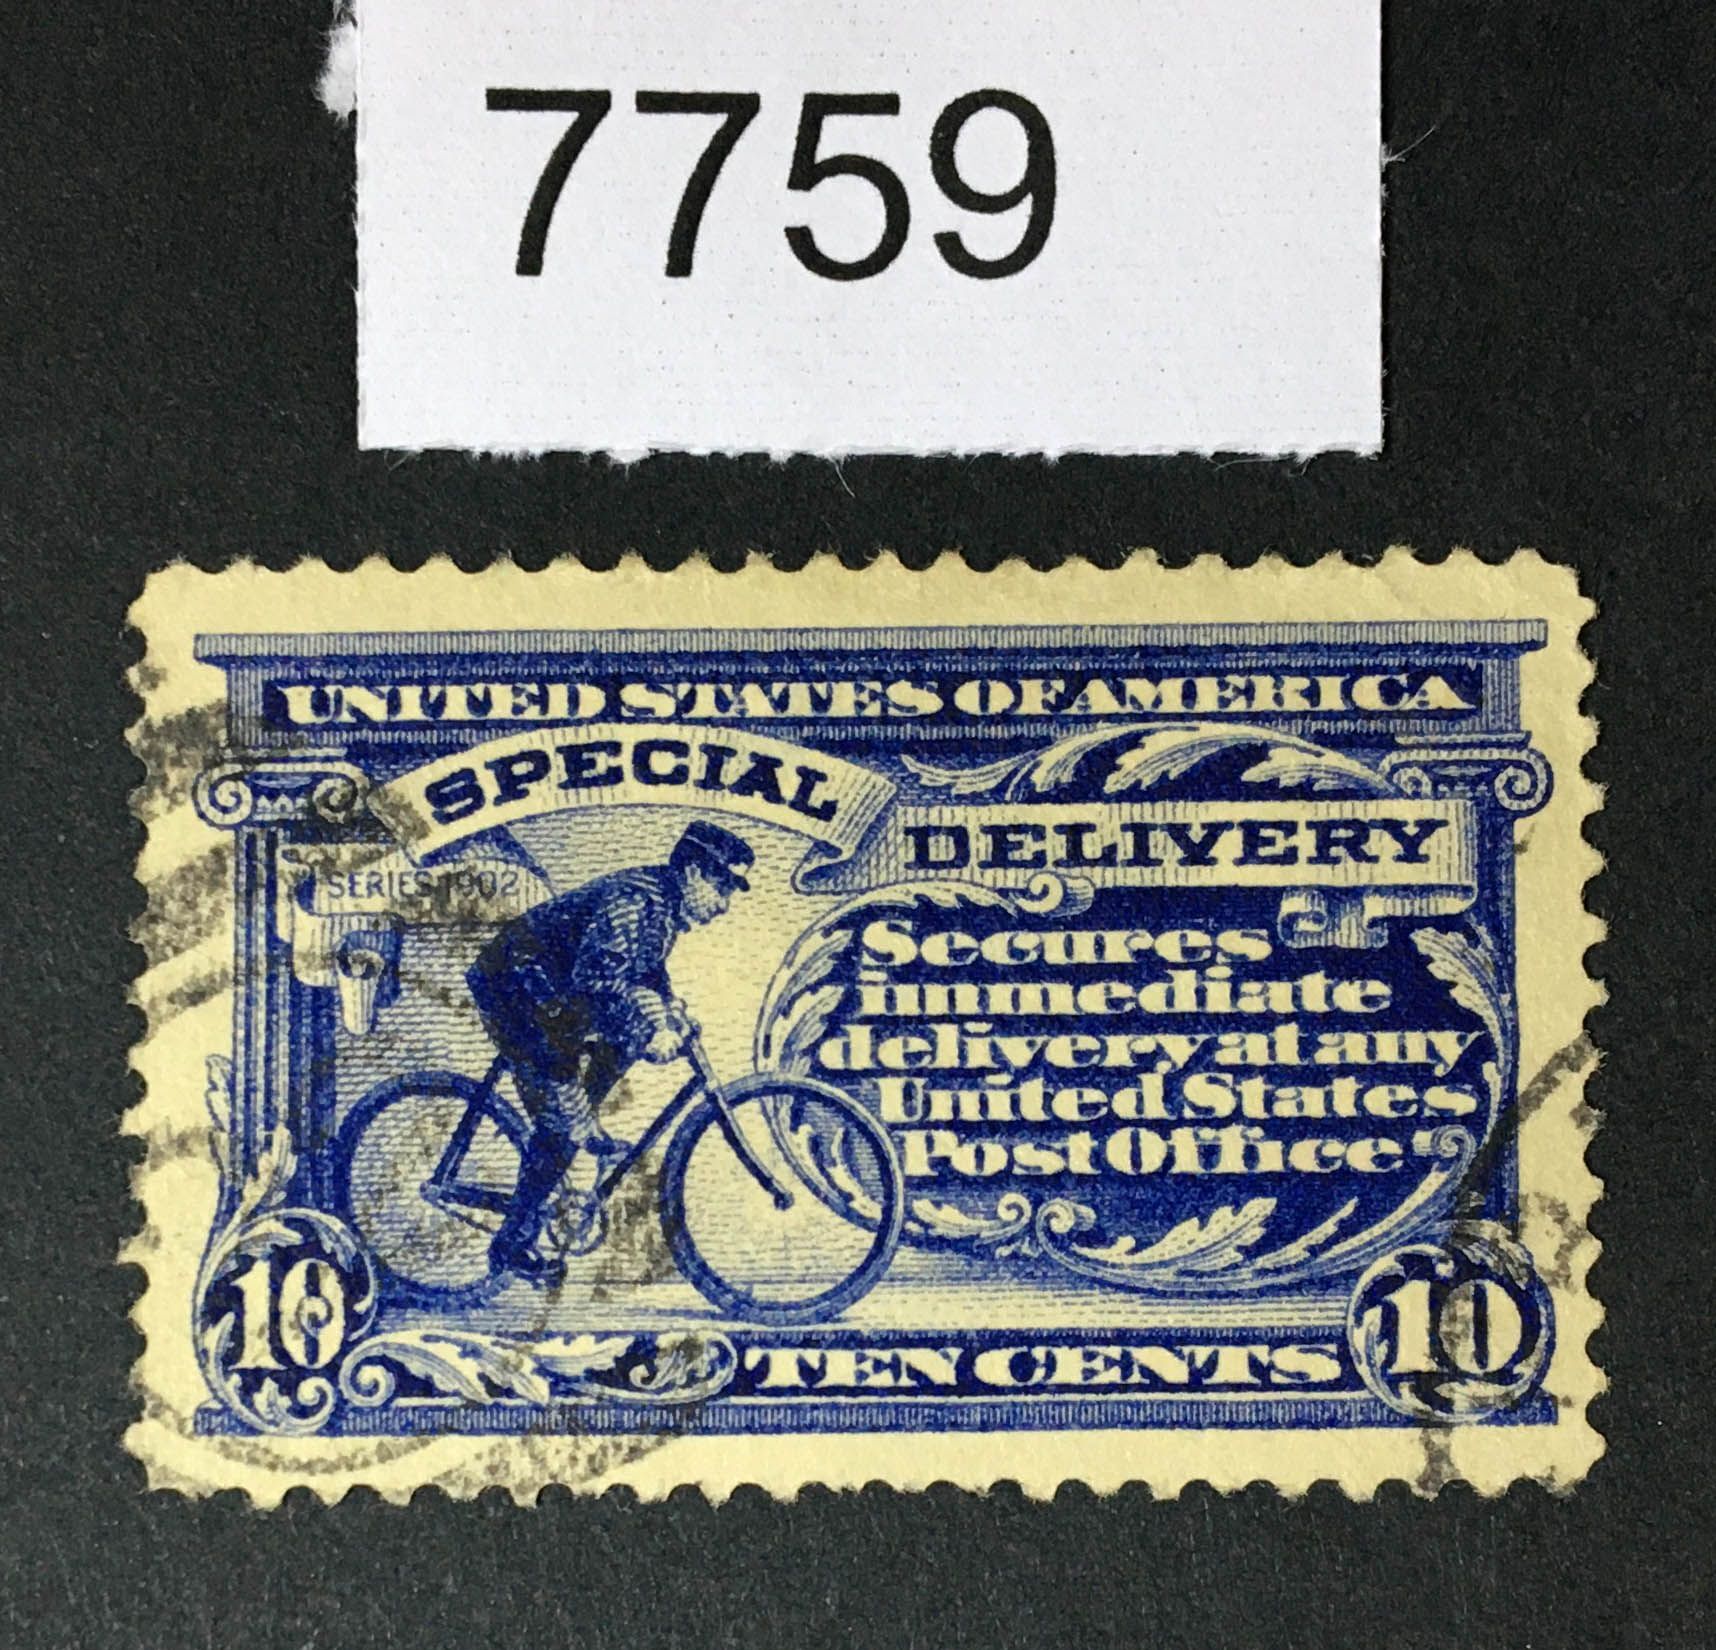 7759
UNITED STATES OF AMERICA
SPECIAL
DELIVERY
SERIES 1902
Secures
immediate
delivery at any
United States
Post Office"
10
TEN CENTS
10